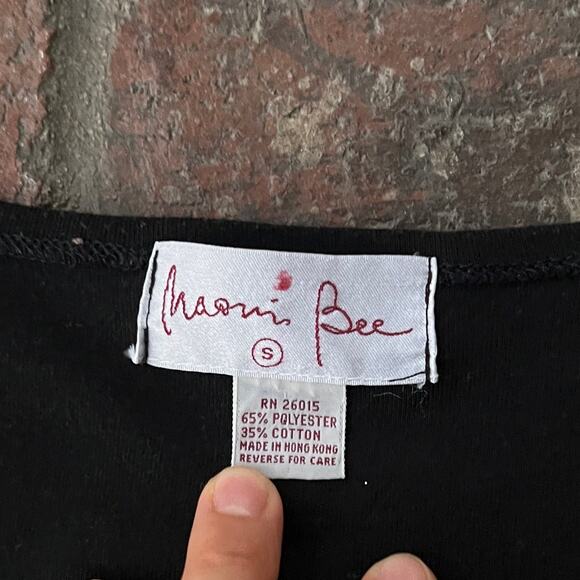 Naomi Bee
S
RN 26015
65% POLYESTER
35% COTTON
MADE IN HONG KONG
REVERSE FOR CARE